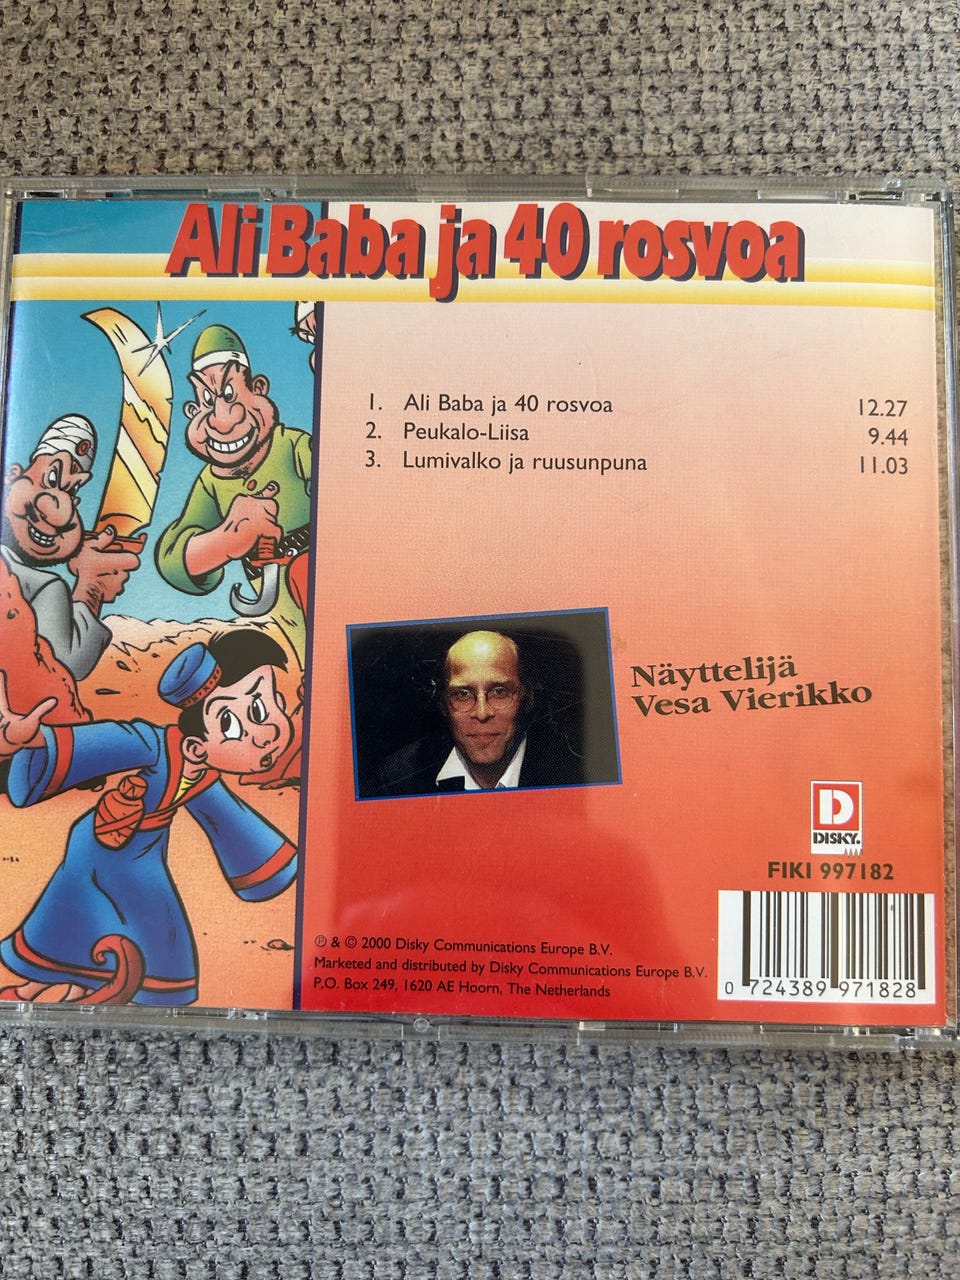 Ali Baba ja 40 rosvoa
1. Ali Baba ja 40 rosvoa 12.27
2. Peukalo-Liisa 9.44
3. Lumivalko ja ruusunpuna 11.03
Näyttelijä
Vesa Vierikko
D
DISKY.
FIKI 997182
℗ & © 2000 Disky Communications Europe B.V.
Marketed and distributed by Disky Communications Europe B.V.
P.O. Box 249, 1620 AE Hoorn, The Netherlands
0 724389 971828